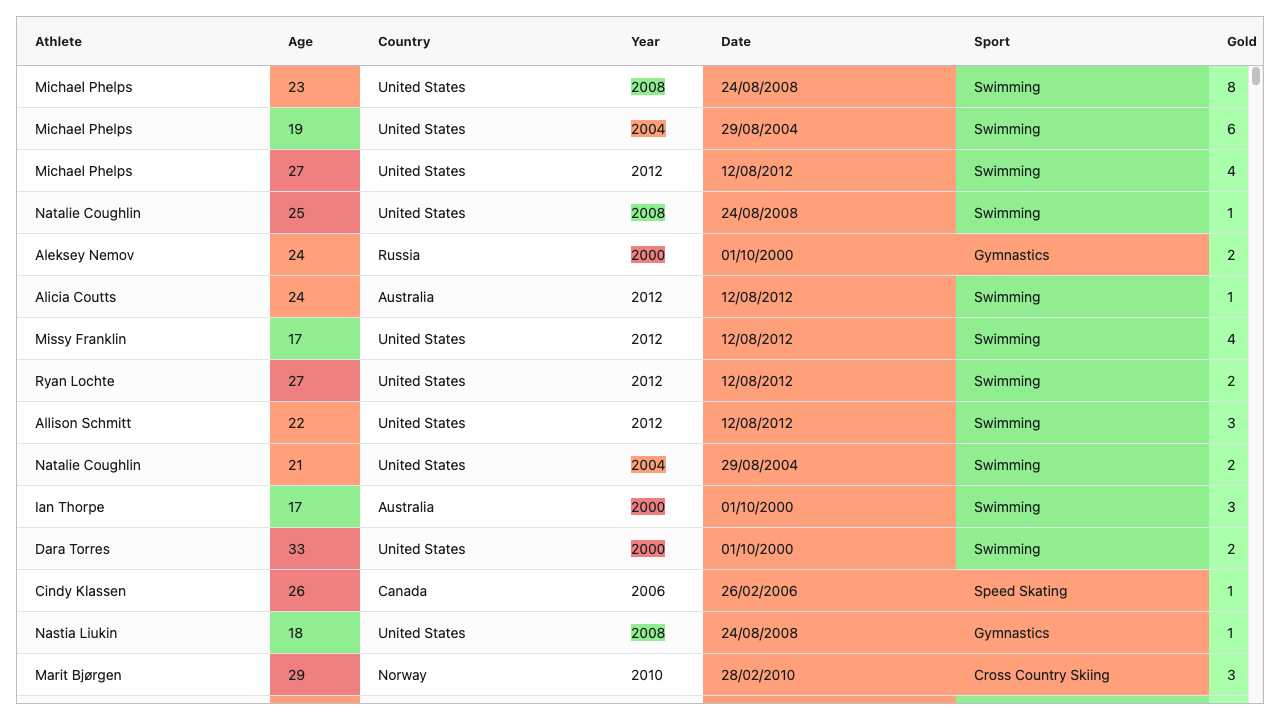 Athlete Age Country Year Date Sport Gold
Michael Phelps 23 United States 2008 24/08/2008 Swimming 8
Michael Phelps 19 United States 2004 29/08/2004 Swimming 6
Michael Phelps 27 United States 2012 12/08/2012 Swimming 4
Natalie Coughlin 25 United States 2008 24/08/2008 Swimming 1
Aleksey Nemov 24 Russia 2000 01/10/2000 Gymnastics 2
Alicia Coutts 24 Australia 2012 12/08/2012 Swimming 1
Missy Franklin 17 United States 2012 12/08/2012 Swimming 4
Ryan Lochte 27 United States 2012 12/08/2012 Swimming 2
Allison Schmitt 22 United States 2012 12/08/2012 Swimming 3
Natalie Coughlin 21 United States 2004 29/08/2004 Swimming 2
Ian Thorpe 17 Australia 2000 01/10/2000 Swimming 3
Dara Torres 33 United States 2000 01/10/2000 Swimming 2
Cindy Klassen 26 Canada 2006 26/02/2006 Speed Skating 1
Nastia Liukin 18 United States 2008 24/08/2008 Gymnastics 1
Marit Bjørgen 29 Norway 2010 28/02/2010 Cross Country Skiing 3